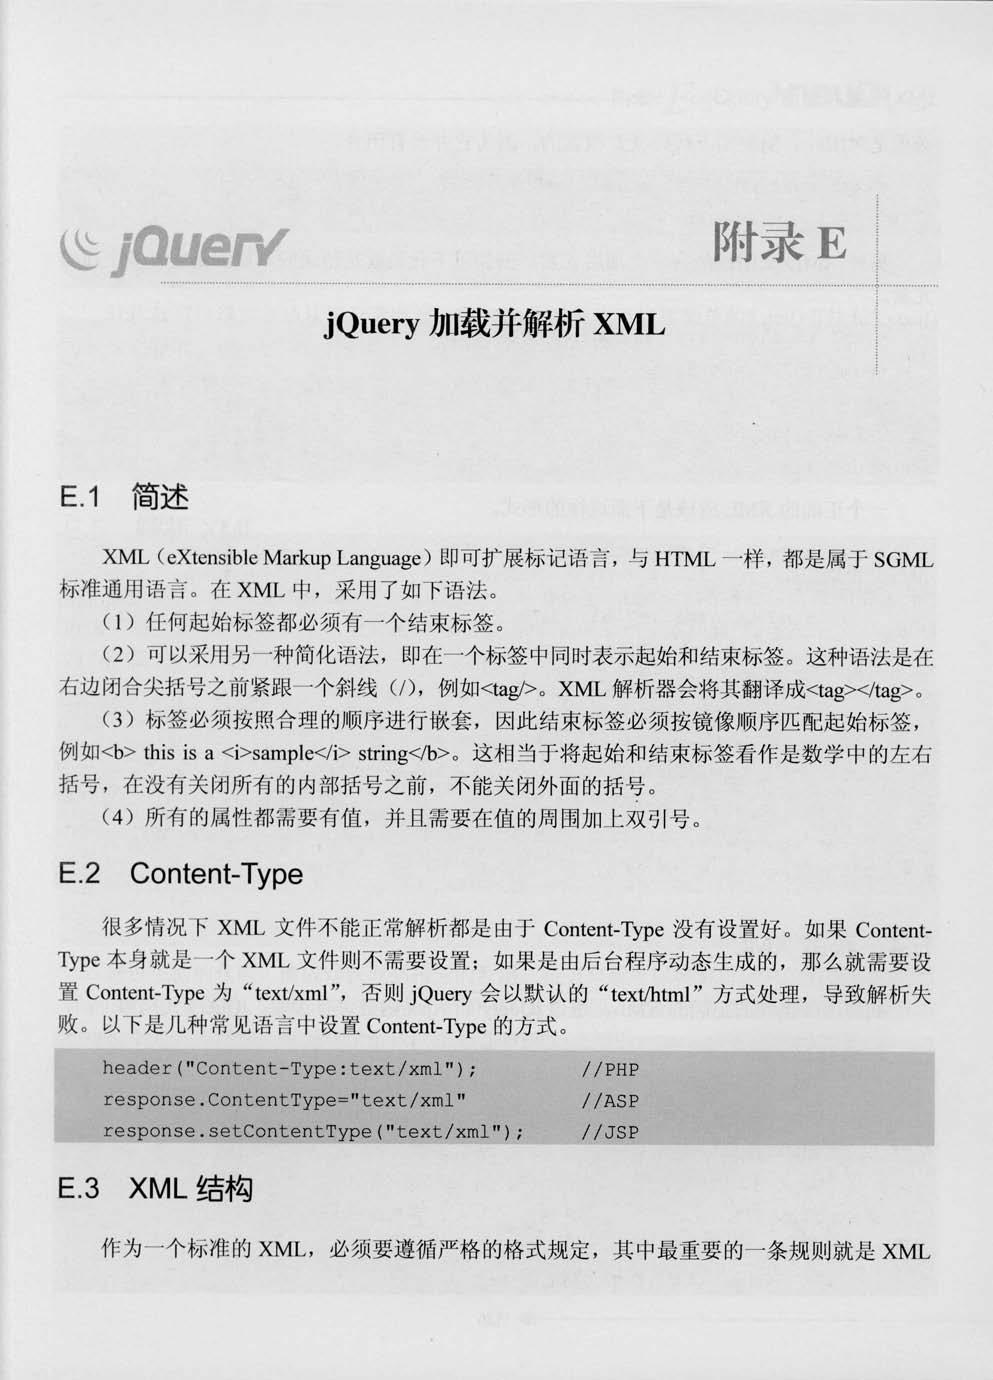 jQuery
附录 E
jQuery 加载并解析 XML
E.1 简述
XML（eXtensible Markup Language）即可扩展标记语言，与 HTML 一样，都是属于 SGML
标准通用语言。在 XML 中，采用了如下语法。
（1）任何起始标签都必须有一个结束标签。
（2）可以采用另一种简化语法，即在一个标签中同时表示起始和结束标签。这种语法是在
右边闭合尖括号之前紧跟一个斜线（/），例如<tag/>。XML 解析器会将其翻译成<tag></tag>。
（3）标签必须按照合理的顺序进行嵌套，因此结束标签必须按镜像顺序匹配起始标签，
例如<b> this is a <i>sample</i> string</b>。这相当于将起始和结束标签看作是数学中的左右
括号，在没有关闭所有的内部括号之前，不能关闭外面的括号。
（4）所有的属性都需要有值，并且需要在值的周围加上双引号。
E.2 Content-Type
很多情况下 XML 文件不能正常解析都是由于 Content-Type 没有设置好。如果 Content-
Type 本身就是一个 XML 文件则不需要设置；如果是由后台程序动态生成的，那么就需要设
置 Content-Type 为“text/xml”，否则 jQuery 会以默认的“text/html”方式处理，导致解析失
败。以下是几种常见语言中设置 Content-Type 的方式。
header("Content-Type:text/xml"); //PHP
response.ContentType="text/xml" //ASP
response.setContentType("text/xml"); //JSP
E.3 XML 结构
作为一个标准的 XML，必须要遵循严格的格式规定，其中最重要的一条规则就是 XML